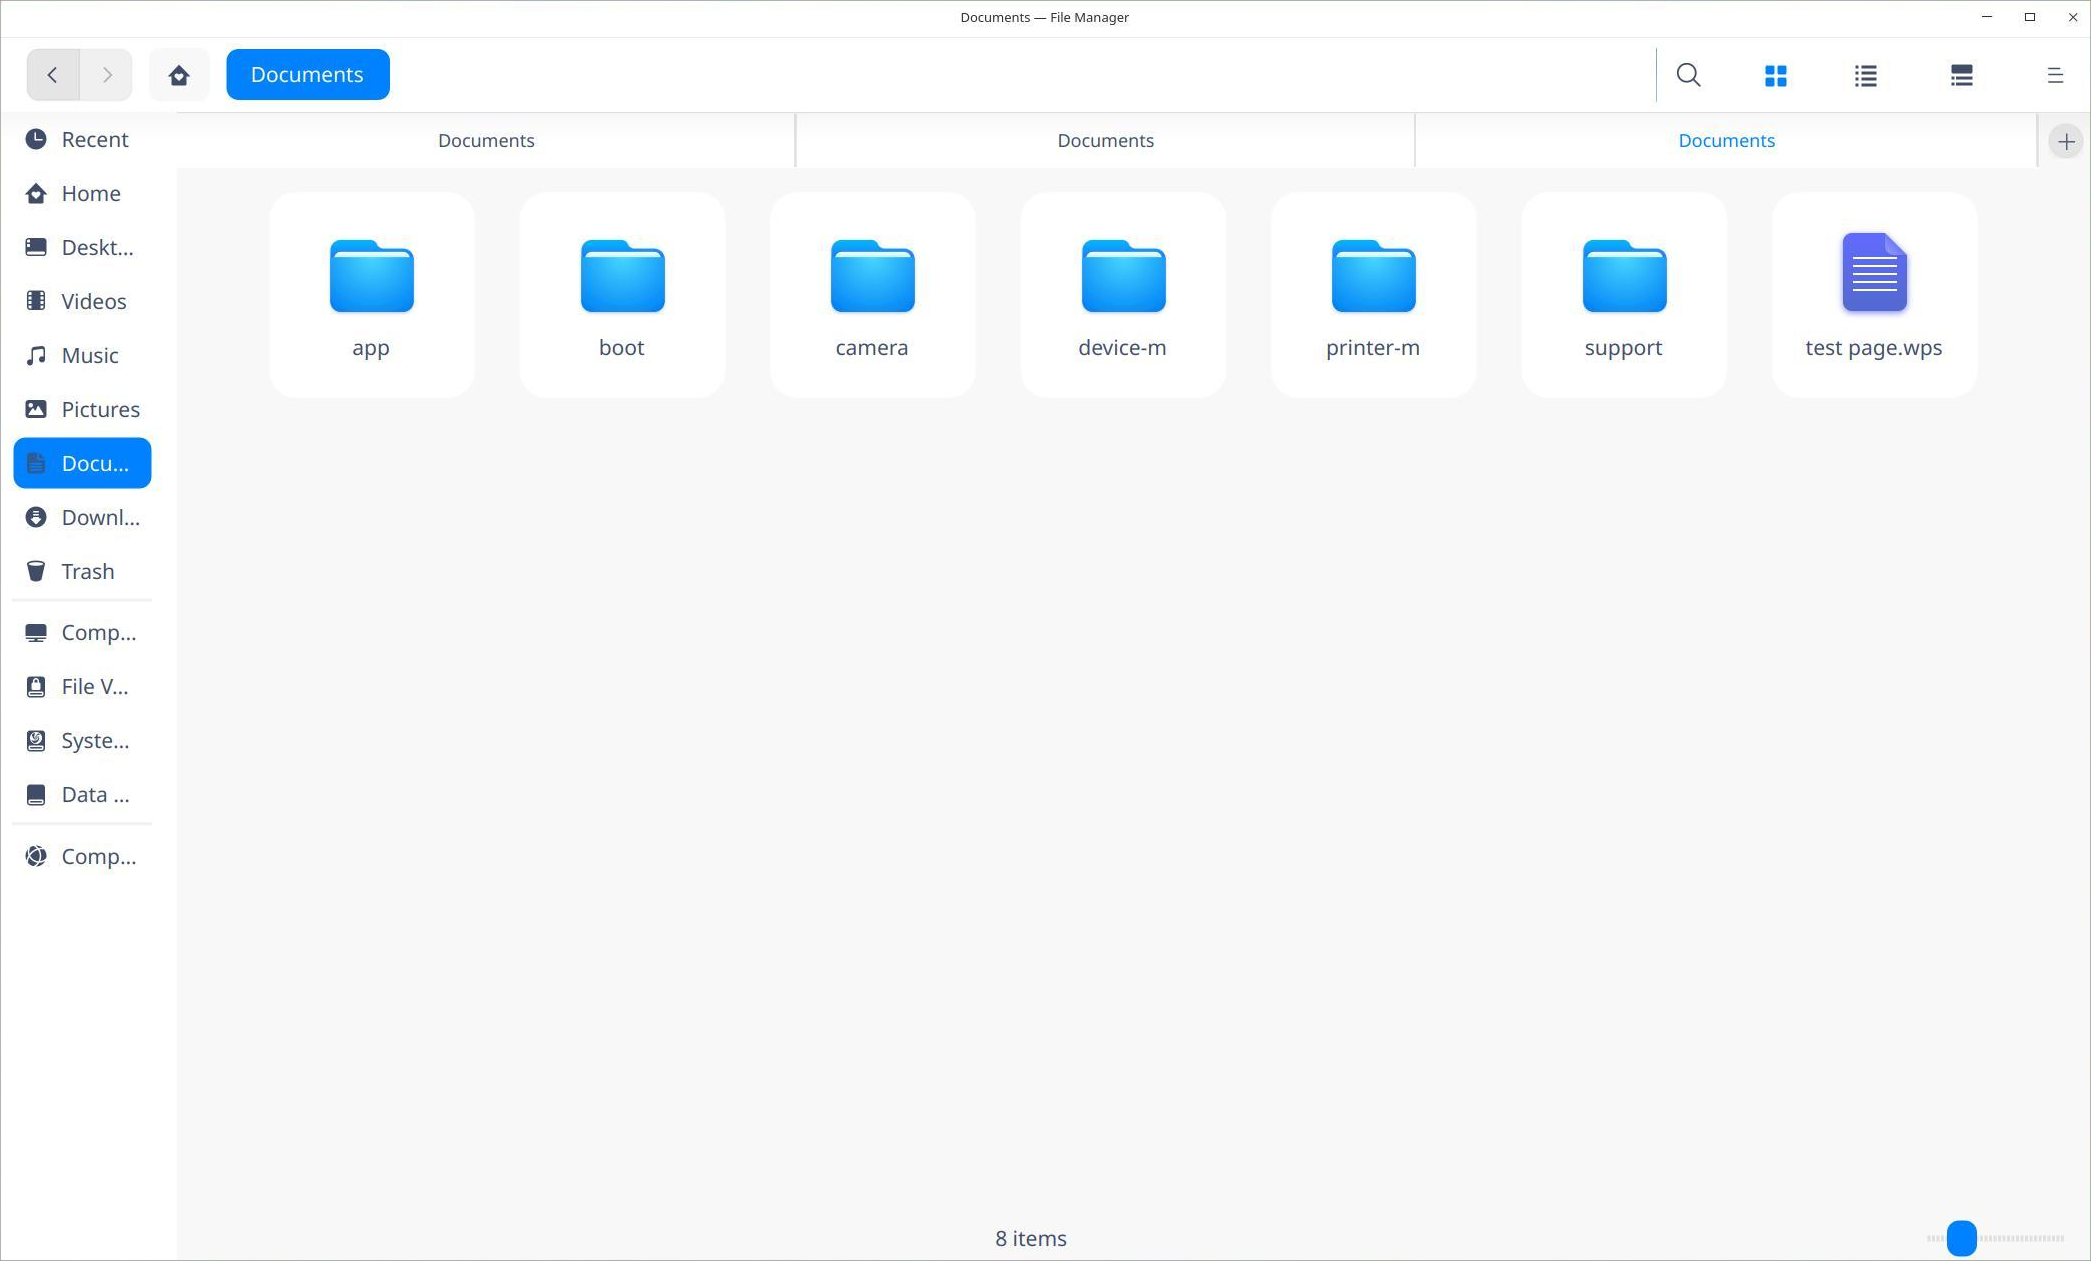 Documents — File Manager
Documents
Recent
Home
Deskt...
Videos
Music
Pictures
Docu...
Downl...
Trash
Comp...
File V...
Syste...
Data ...
Comp...
Documents
Documents
Documents
app
boot
camera
device-m
printer-m
support
test page.wps
8 items